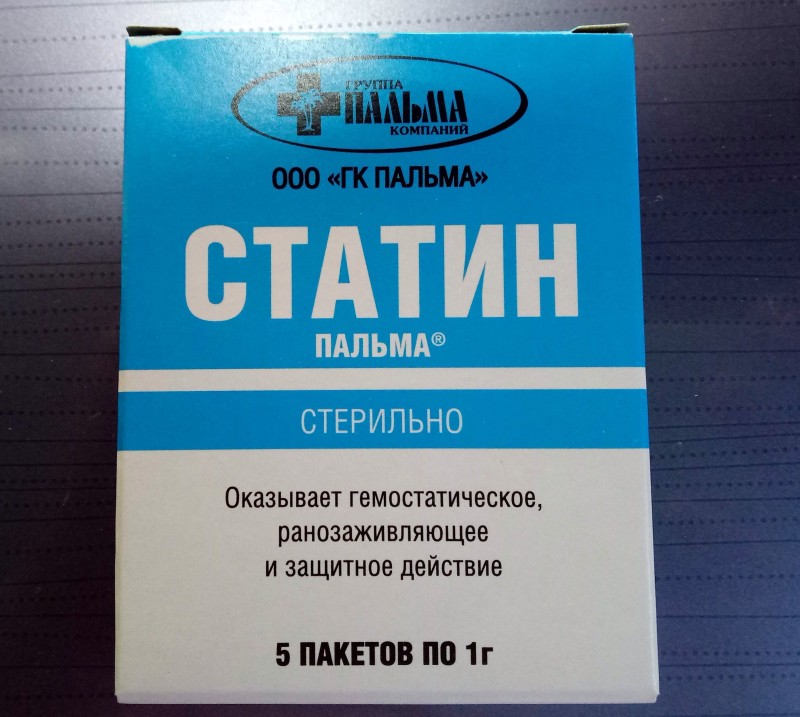 ГРУППА
ПАЛЬМА
КОМПАНИЙ
ООО «ГК ПАЛЬМА»
СТАТИН
ПАЛЬМА®
СТЕРИЛЬНО
Оказывает гемостатическое,
ранозаживляющее
и защитное действие
5 ПАКЕТОВ ПО 1г